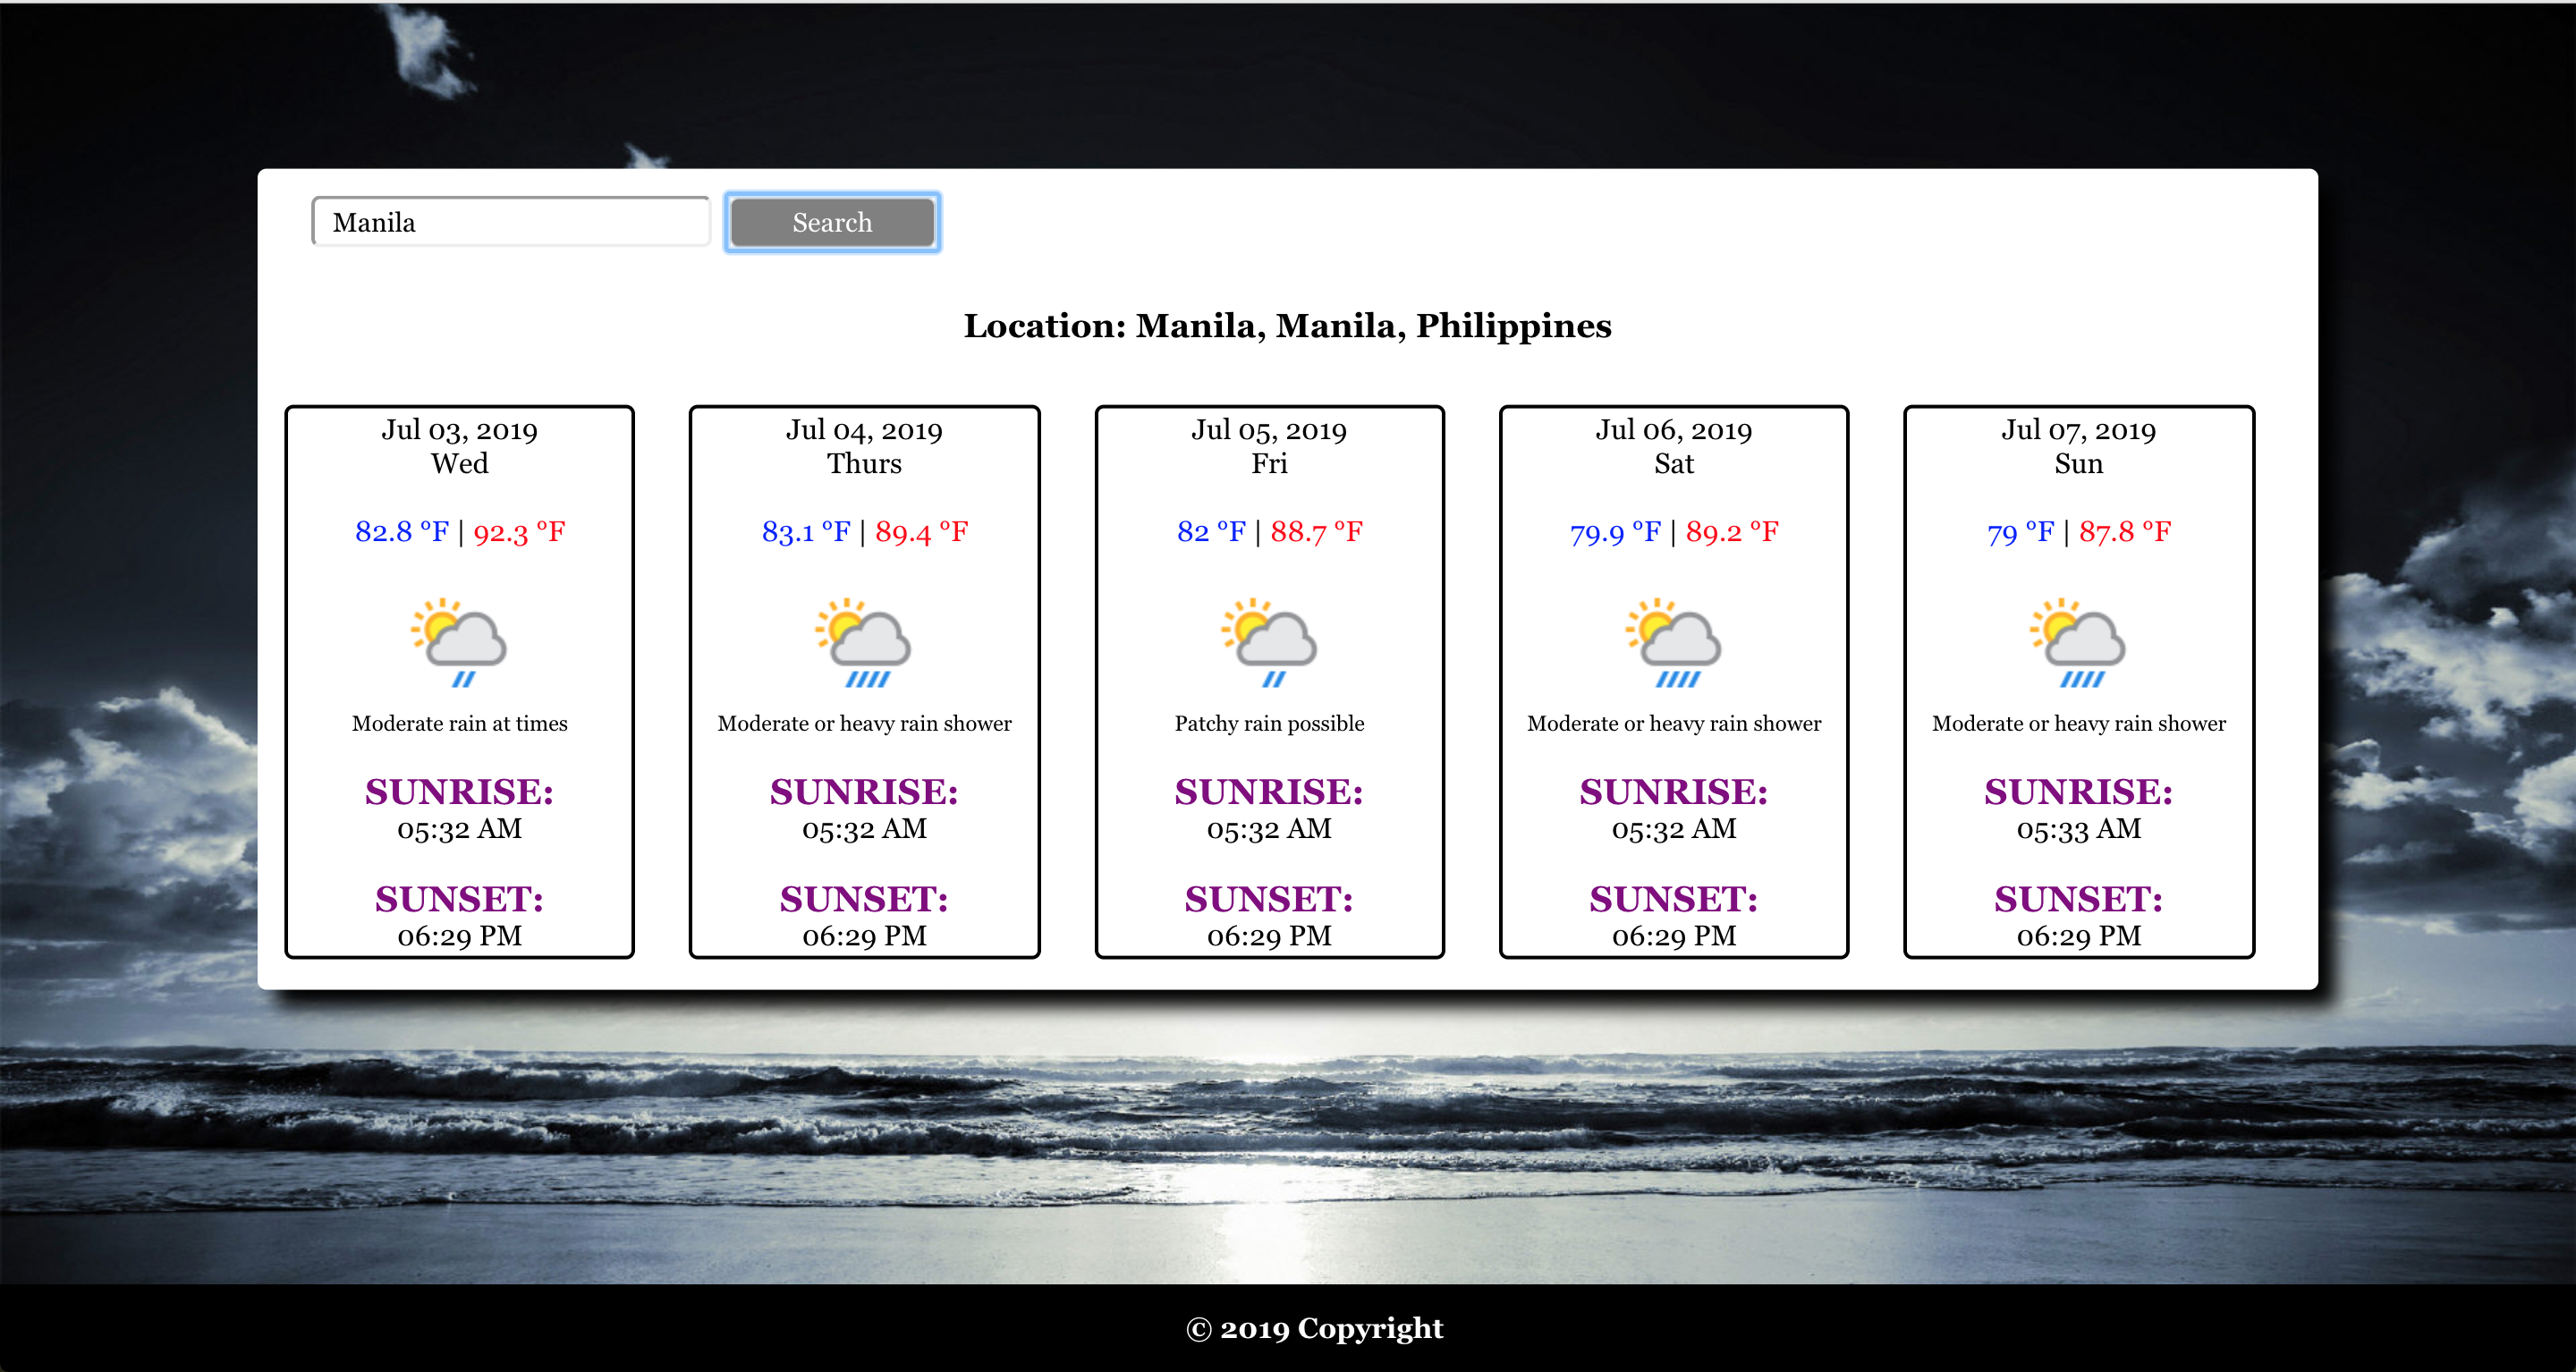 Manila
Search
Location: Manila, Manila, Philippines
Jul 03, 2019
Wed
82.8 °F | 92.3 °F
Moderate rain at times
SUNRISE:
05:32 AM
SUNSET:
06:29 PM
Jul 04, 2019
Thurs
83.1 °F | 89.4 °F
Moderate or heavy rain shower
SUNRISE:
05:32 AM
SUNSET:
06:29 PM
Jul 05, 2019
Fri
82 °F | 88.7 °F
Patchy rain possible
SUNRISE:
05:32 AM
SUNSET:
06:29 PM
Jul 06, 2019
Sat
79.9 °F | 89.2 °F
Moderate or heavy rain shower
SUNRISE:
05:32 AM
SUNSET:
06:29 PM
Jul 07, 2019
Sun
79 °F | 87.8 °F
Moderate or heavy rain shower
SUNRISE:
05:33 AM
SUNSET:
06:29 PM
© 2019 Copyright